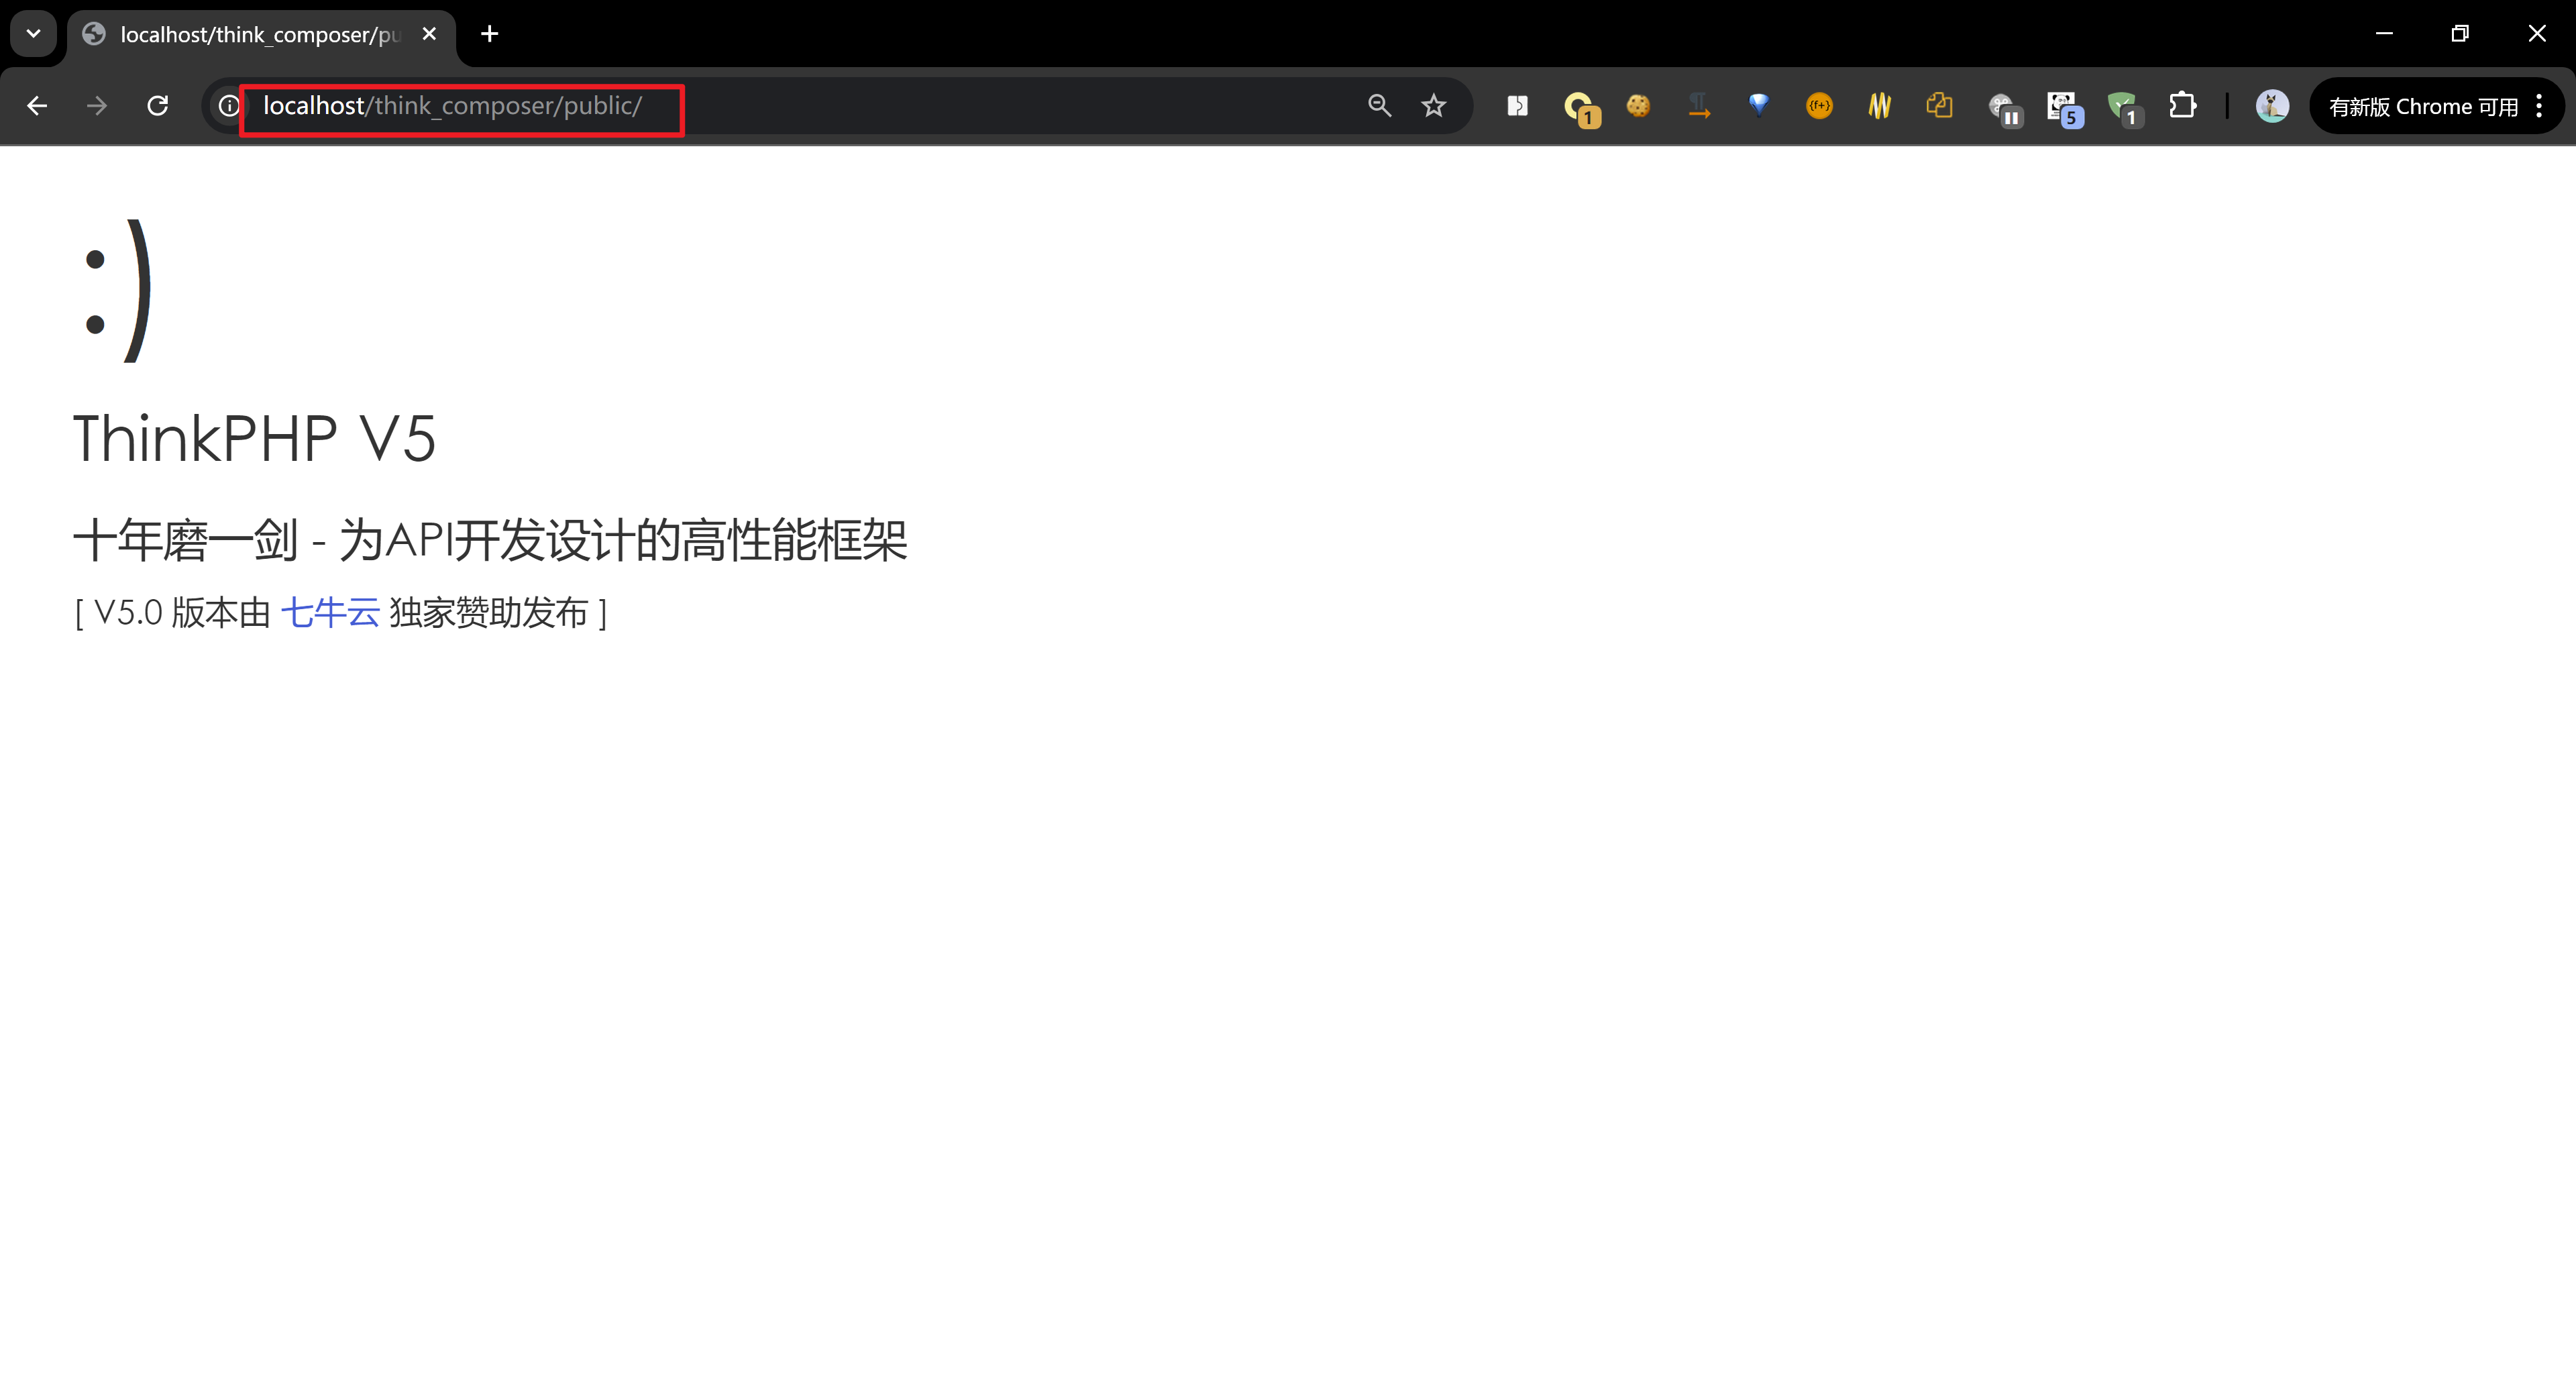 localhost/think_composer/pu
localhost/think_composer/public/
1
{f+}
5
1
有新版 Chrome 可用
:)
ThinkPHP V5
十年磨一剑 - 为API开发设计的高性能框架
[ V5.0 版本由 七牛云 独家赞助发布 ]